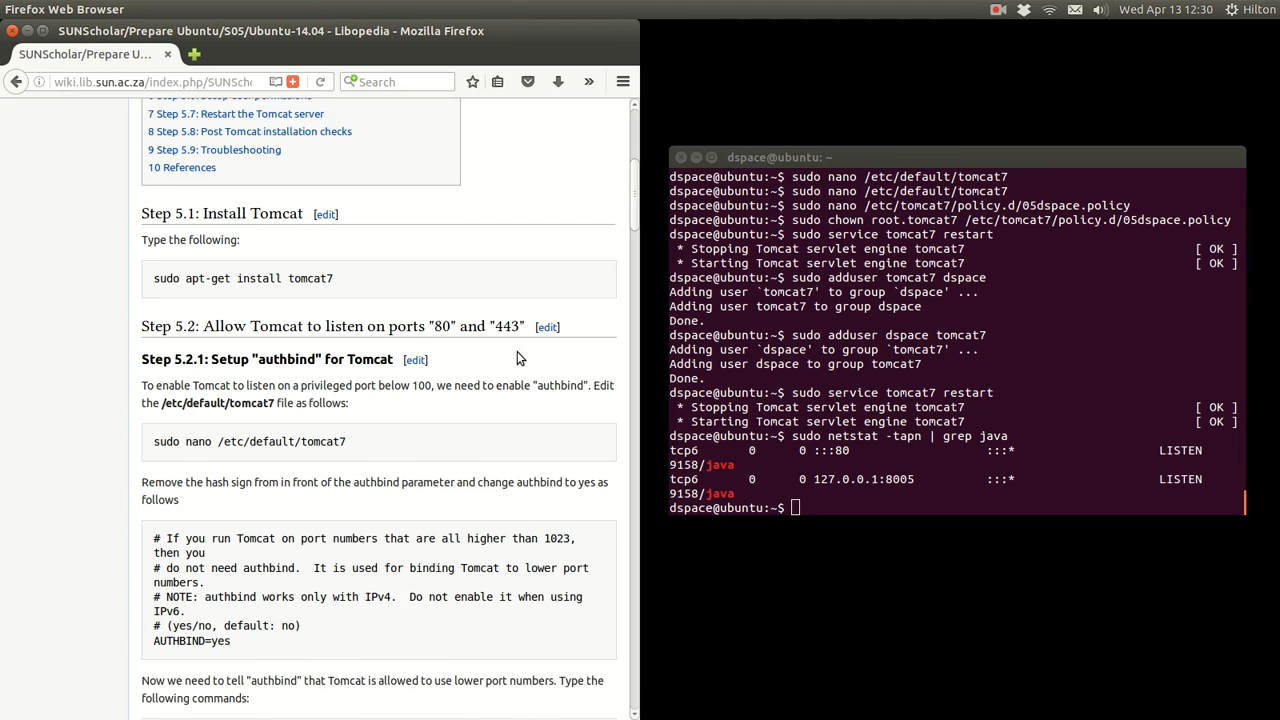 Firefox Web Browser
Wed Apr 13 12:30
Hilton
SUNScholar/Prepare Ubuntu/S05/Ubuntu-14.04 - Libopedia - Mozilla Firefox
SUNScholar/Prepare U...
wiki.lib.sun.ac.za/index.php/SUNSch
Search
7 Step 5.7: Restart the Tomcat server
8 Step 5.8: Post Tomcat installation checks
9 Step 5.9: Troubleshooting
10 References
Step 5.1: Install Tomcat [edit]
Type the following:
sudo apt-get install tomcat7
Step 5.2: Allow Tomcat to listen on ports "80" and "443" [edit]
Step 5.2.1: Setup "authbind" for Tomcat [edit]
To enable Tomcat to listen on a privileged port below 100, we need to enable "authbind". Edit
the /etc/default/tomcat7 file as follows:
sudo nano /etc/default/tomcat7
Remove the hash sign from in front of the authbind parameter and change authbind to yes as
follows
# If you run Tomcat on port numbers that are all higher than 1023,
then you
# do not need authbind.  It is used for binding Tomcat to lower port
numbers.
# NOTE: authbind works only with IPv4.  Do not enable it when using
IPv6.
# (yes/no, default: no)
AUTHBIND=yes
Now we need to tell "authbind" that Tomcat is allowed to use lower port numbers. Type the
following commands:
dspace@ubuntu: ~
dspace@ubuntu:~$ sudo nano /etc/default/tomcat7
dspace@ubuntu:~$ sudo nano /etc/default/tomcat7
dspace@ubuntu:~$ sudo nano /etc/tomcat7/policy.d/05dspace.policy
dspace@ubuntu:~$ sudo chown root.tomcat7 /etc/tomcat7/policy.d/05dspace.policy
dspace@ubuntu:~$ sudo service tomcat7 restart
* Stopping Tomcat servlet engine tomcat7 [ OK ]
* Starting Tomcat servlet engine tomcat7 [ OK ]
dspace@ubuntu:~$ sudo adduser tomcat7 dspace
Adding user `tomcat7' to group `dspace' ...
Adding user tomcat7 to group dspace
Done.
dspace@ubuntu:~$ sudo adduser dspace tomcat7
Adding user `dspace' to group `tomcat7' ...
Adding user dspace to group tomcat7
Done.
dspace@ubuntu:~$ sudo service tomcat7 restart
* Stopping Tomcat servlet engine tomcat7 [ OK ]
* Starting Tomcat servlet engine tomcat7 [ OK ]
dspace@ubuntu:~$ sudo netstat -tapn | grep java
tcp6 0 0 :::80 :::* LISTEN
9158/java
tcp6 0 0 127.0.0.1:8005 :::* LISTEN
9158/java
dspace@ubuntu:~$